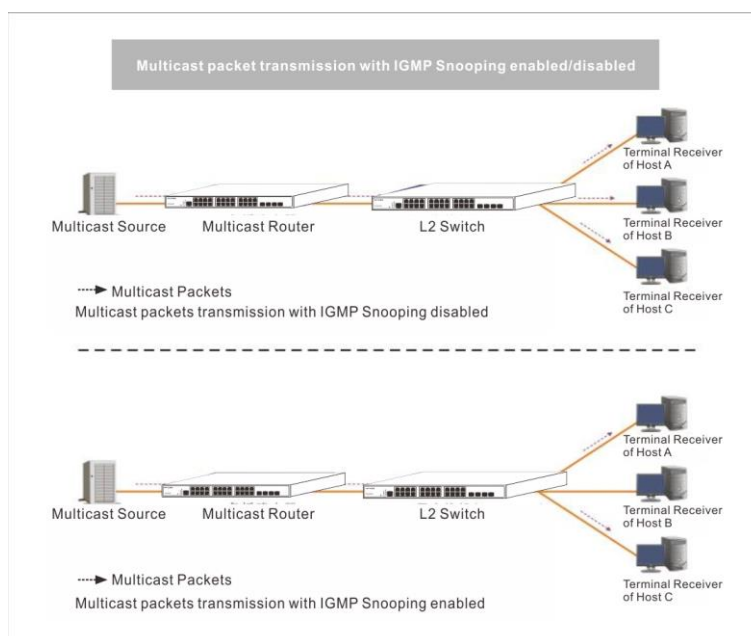 Multicast packet transmission with IGMP Snooping enabled/disabled
Terminal Receiver
of Host A
Terminal Receiver
of Host B
Terminal Receiver
of Host C
Multicast Source
Multicast Router
L2 Switch
Multicast Packets
Multicast packets transmission with IGMP Snooping disabled
Terminal Receiver
of Host A
Terminal Receiver
of Host B
Terminal Receiver
of Host C
Multicast Source
Multicast Router
L2 Switch
Multicast Packets
Multicast packets transmission with IGMP Snooping enabled